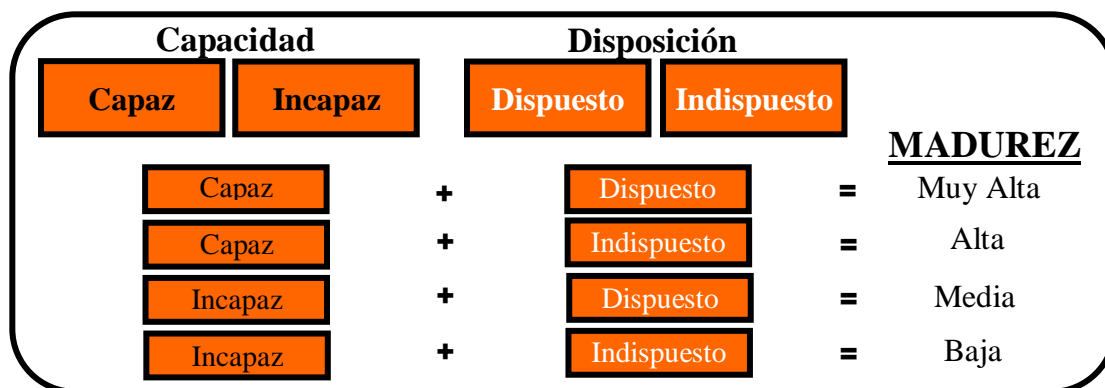 Capacidad Disposición
Capaz Incapaz Dispuesto Indispuesto
MADUREZ
Capaz + Dispuesto = Muy Alta
Capaz + Indispuesto = Alta
Incapaz + Dispuesto = Media
Incapaz + Indispuesto = Baja